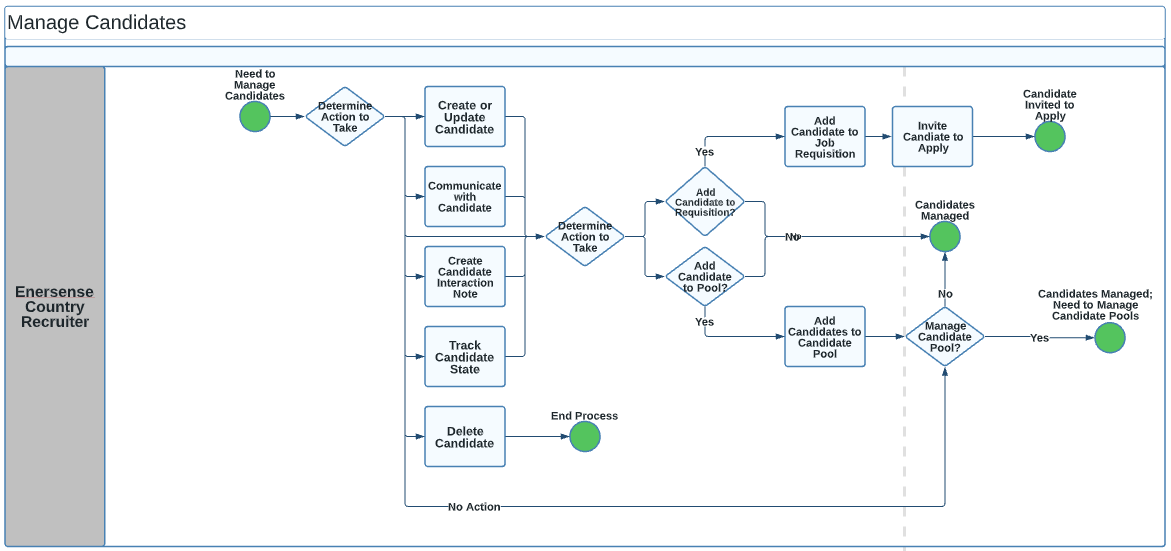 Manage Candidates
Enersense
Country
Recruiter
Need to
Manage
Candidates
Determine
Action to
Take
Create or
Update
Candidate
Communicate
with
Candidate
Create
Candidate
Interaction
Note
Track
Candidate
State
Delete
Candidate
End Process
No Action
Determine
Action to
Take
Yes
Add
Candidate to
Requisition?
Add
Candidate
to Pool?
Yes
No
No
Add
Candidate to
Job
Requisition
Invite
Candiate to
Apply
Candidate
Invited to
Apply
Candidates
Managed
Add
Candidates to
Candidate
Pool
No
Manage
Candidate
Pool?
Yes
Candidates Managed;
Need to Manage
Candidate Pools